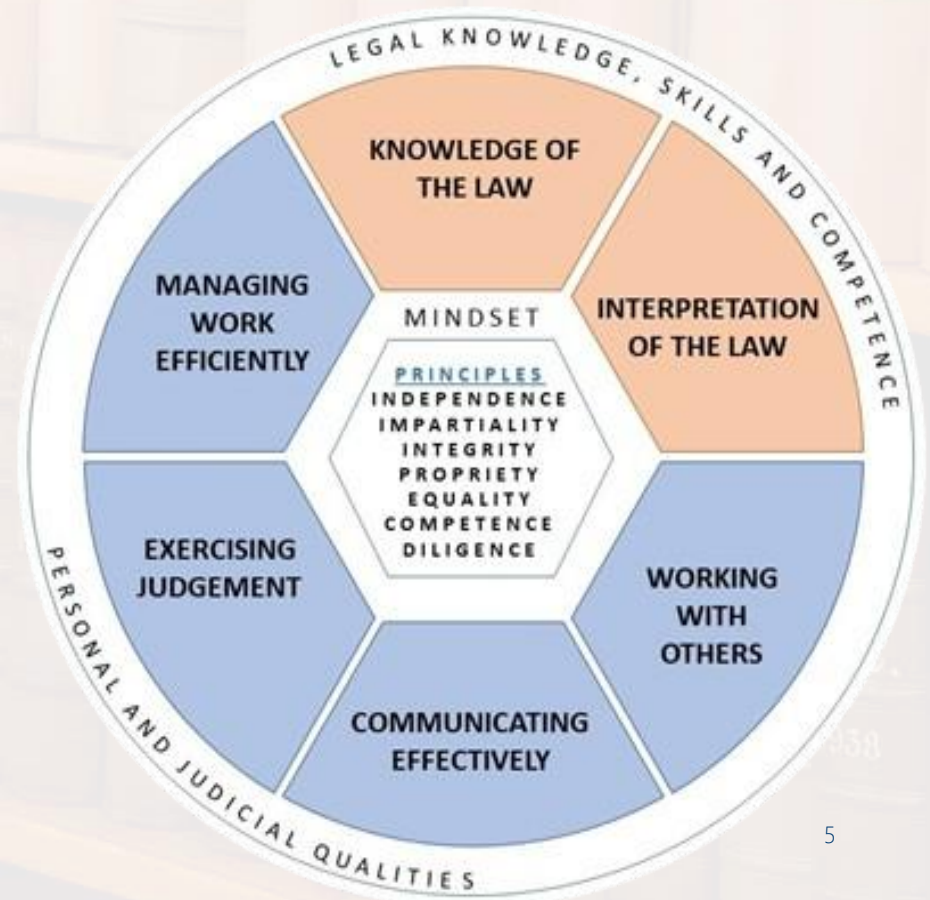 LEGAL KNOWLEDGE, SKILLS AND COMPETENCE
KNOWLEDGE OF
THE LAW
INTERPRETATION
OF THE LAW
MANAGING
WORK
EFFICIENTLY
MINDSET
PRINCIPLES
INDEPENDENCE
IMPARTIALITY
INTEGRITY
PROPRIETY
EQUALITY
COMPETENCE
DILIGENCE
EXERCISING
JUDGEMENT
WORKING
WITH
OTHERS
COMMUNICATING
EFFECTIVELY
PERSONAL AND JUDICIAL QUALITIES
5